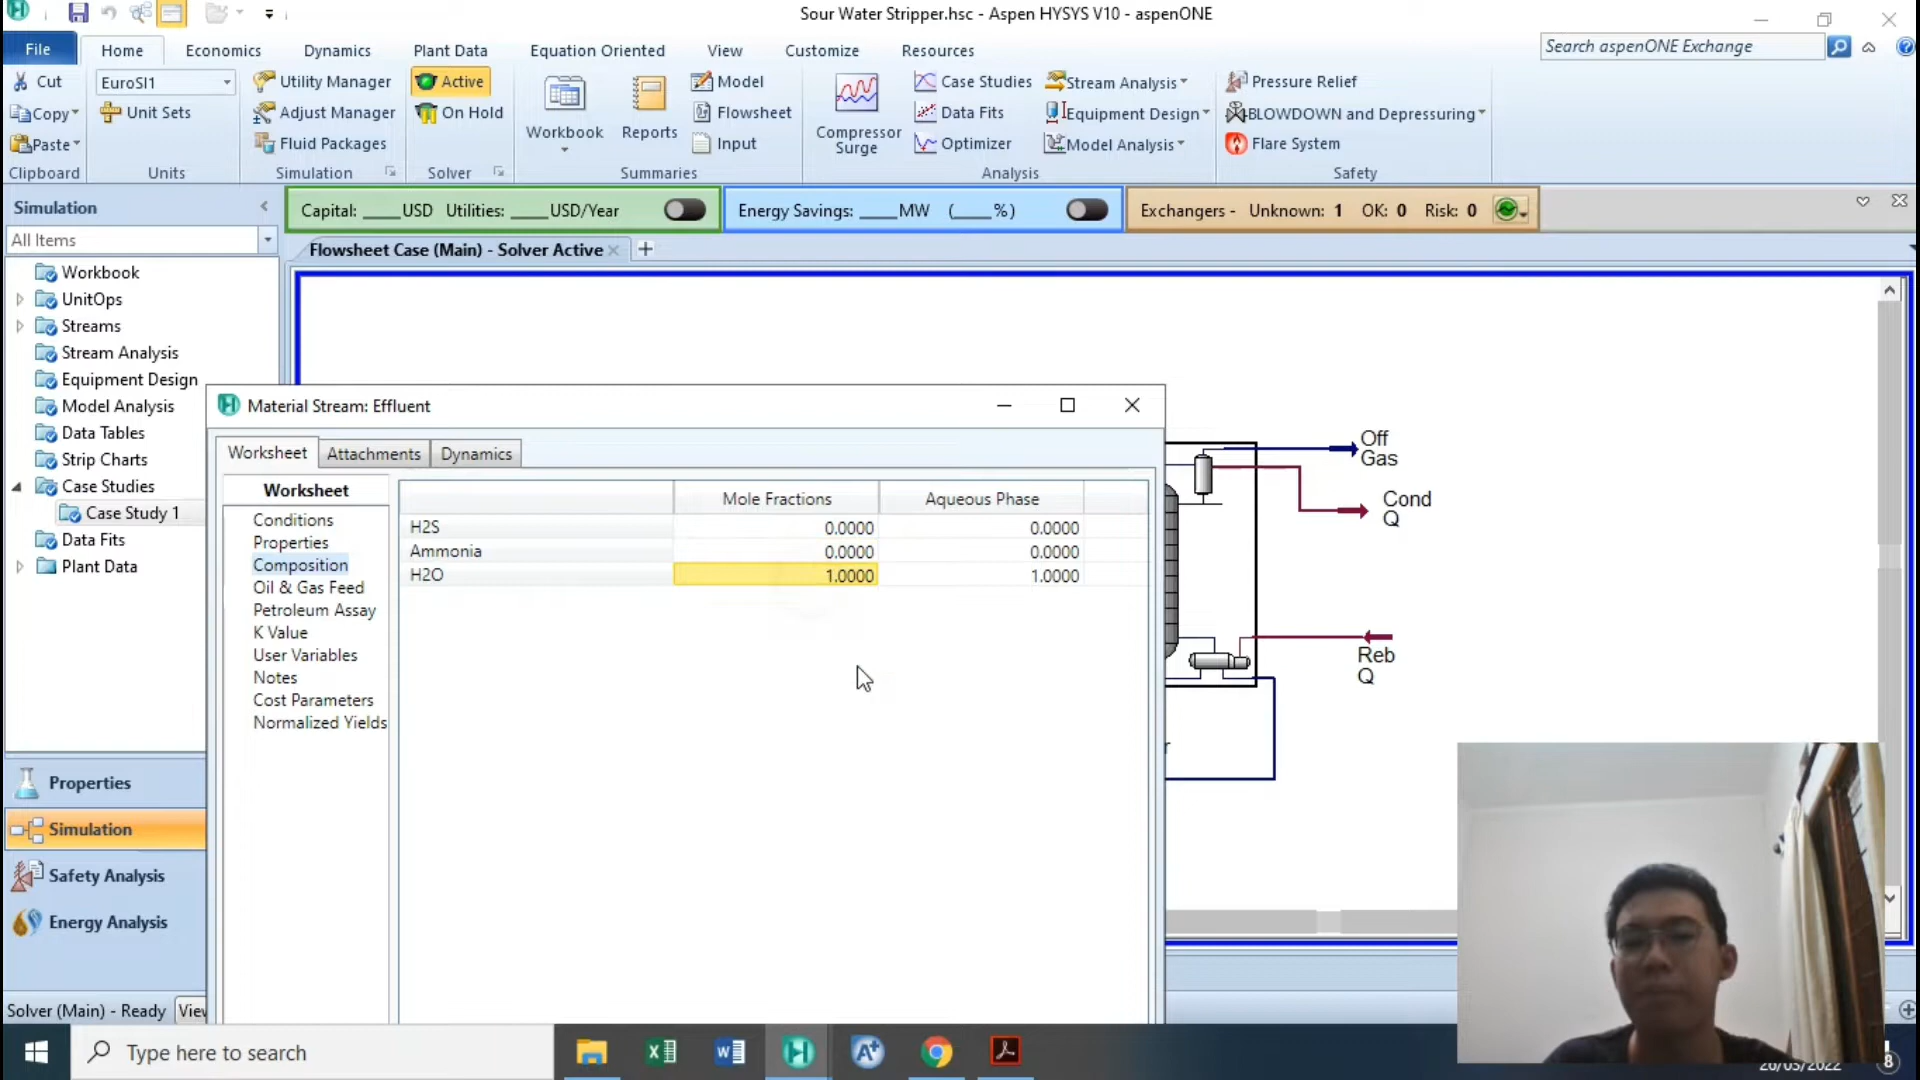 Sour Water Stripper.hsc - Aspen HYSYS V10 - aspenONE
File Home Economics Dynamics Plant Data Equation Oriented View Customize Resources
Search aspenONE Exchange
Cut EuroSI1 Utility Manager Active Model Case Studies Stream Analysis Pressure Relief
Copy Unit Sets Adjust Manager On Hold Flowsheet Data Fits Equipment Design BLOWDOWN and Depressuring
Workbook Reports Compressor Surge
Paste Fluid Packages Input Optimizer Model Analysis Flare System
Clipboard Units Simulation Solver Summaries Analysis Safety
Simulation
Capital: ____USD Utilities: ____USD/Year Energy Savings: ____MW (____%) Exchangers - Unknown: 1 OK: 0 Risk: 0
All Items
Flowsheet Case (Main) - Solver Active
Workbook
UnitOps
Streams
Stream Analysis
Equipment Design
Model Analysis
Data Tables
Strip Charts
Case Studies
Case Study 1
Data Fits
Plant Data
Properties
Simulation
Safety Analysis
Energy Analysis
Material Stream: Effluent
Worksheet Attachments Dynamics
Worksheet
Conditions
Properties
Composition
Oil & Gas Feed
Petroleum Assay
K Value
User Variables
Notes
Cost Parameters
Normalized Yields
Mole Fractions Aqueous Phase
H2S 0.0000 0.0000
Ammonia 0.0000 0.0000
H2O 1.0000 1.0000
Off
Gas
Cond
Q
Reb
Q
r
Solver (Main) - Ready
Type here to search
26/05/2022
8